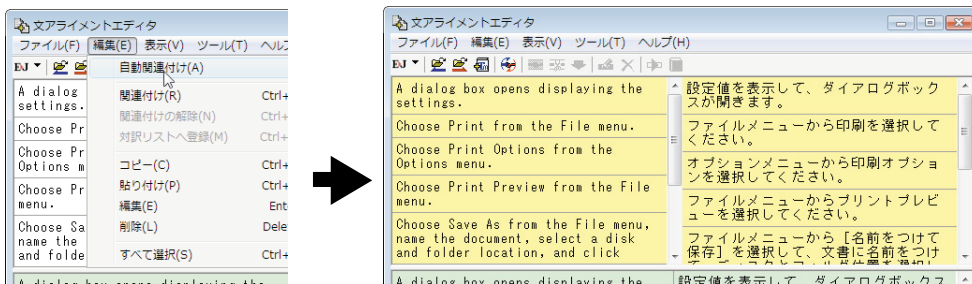 文アライメントエディタ
ファイル(F) 編集(E) 表示(V) ツール(T)
EJ
自動関連付け(A)
関連付け(R) Ctrl+
関連付けの解除(N) Ctrl+
対訳リストへ登録(M) Ctrl+
コピー(C) Ctrl+
貼り付け(P) Ctrl+
編集(E) Ent
削除(L) Dele
すべて選択(S) Ctrl+
A dialog
settings.
Choose Pr
Choose Pr
Options m
Choose Pr
menu.
Choose Sa
name the
and folde
A dialog box opens displaying the
文アライメントエディタ
ファイル(F) 編集(E) 表示(V) ツール(T) ヘルプ(H)
EJ
A dialog box opens displaying the
settings.
Choose Print from the File menu.
Choose Print Options from the
Options menu.
Choose Print Preview from the File
menu.
Choose Save As from the File menu,
name the document, select a disk
and folder location, and click
設定値を表示して、ダイアログボック
スが開きます。
ファイルメニューから印刷を選択して
ください。
オプションメニューから印刷オプショ
ンを選択してください。
ファイルメニューからプリントプレビ
ューを選択してください。
ファイルメニューから［名前をつけて
保存］を選択して、文書に名前をつけ
A dialog box opens displaying the
設定値を表示して、ダイアログボックス